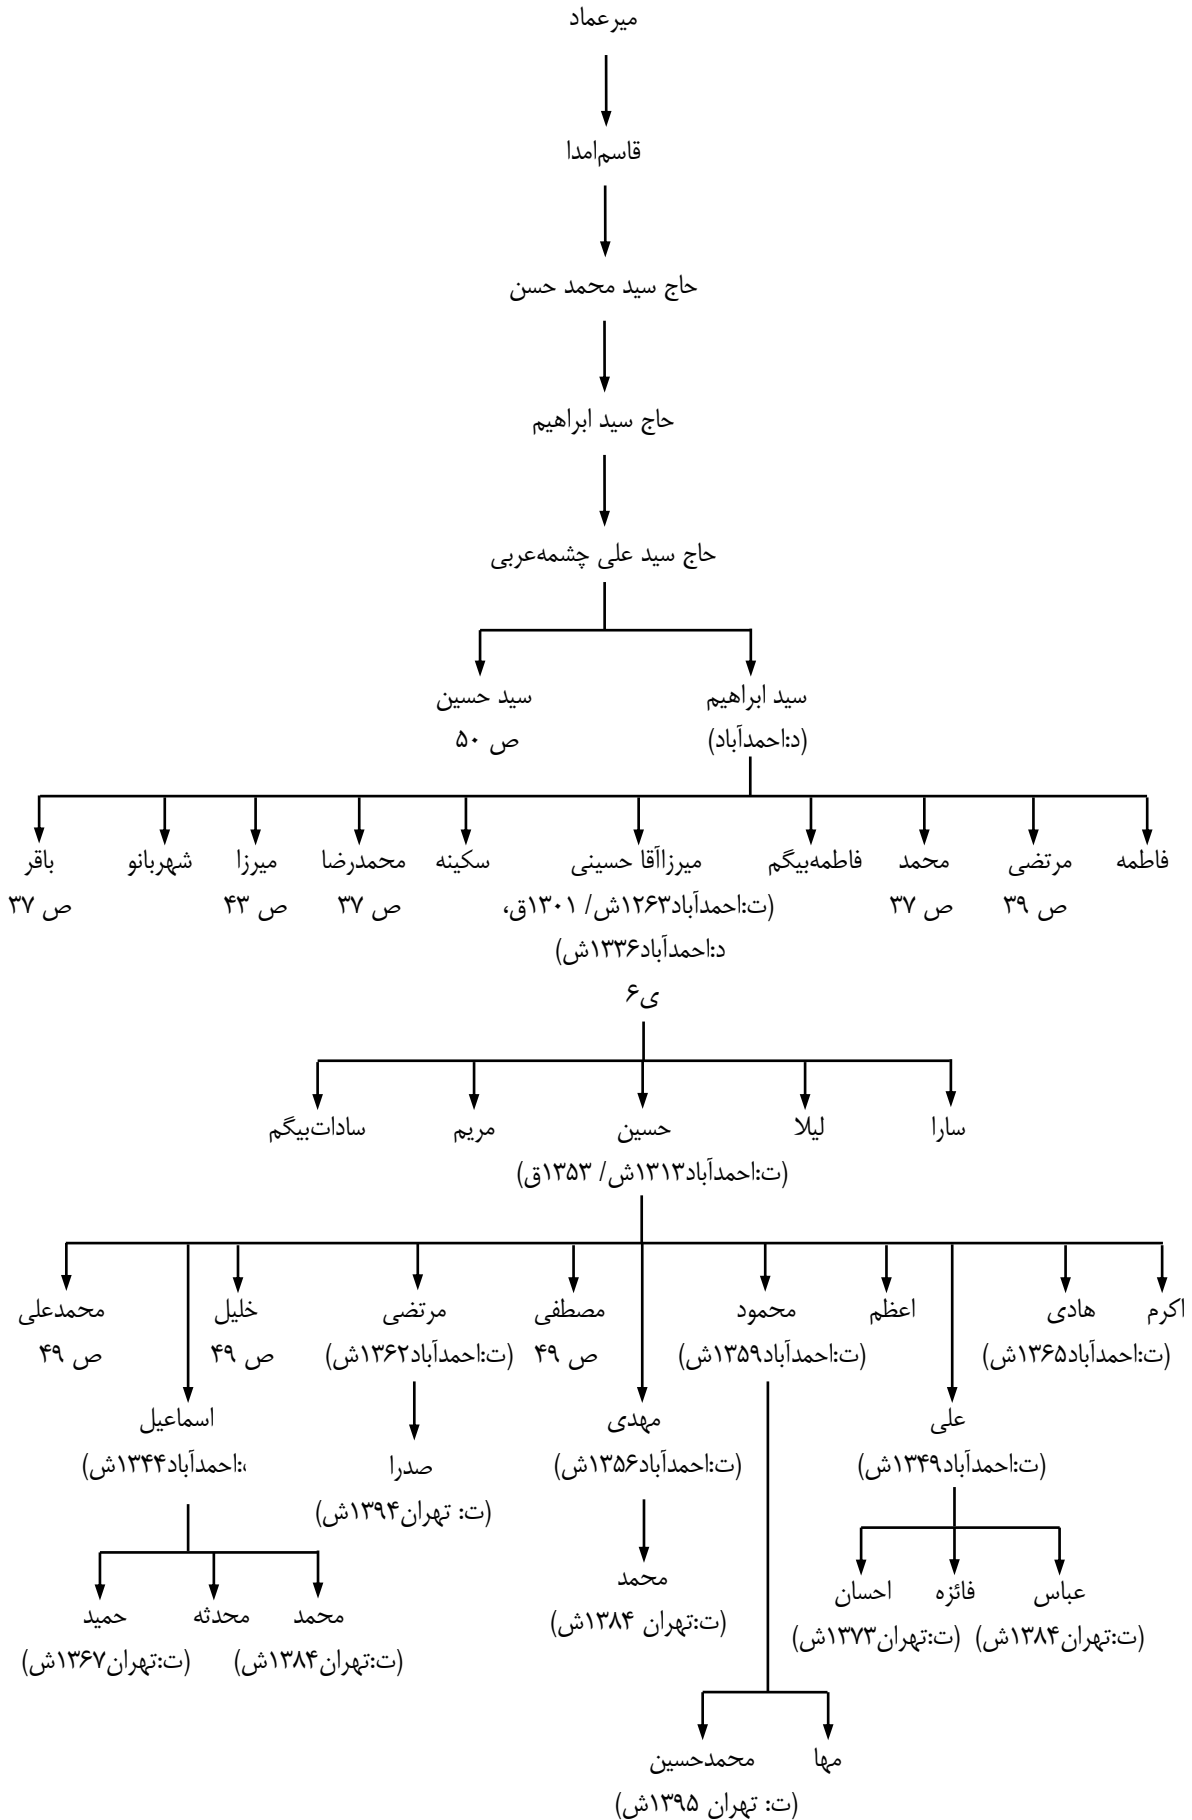 میرعماد
قاسم‌امدا
حاج سید محمد حسن
حاج سید ابراهیم
حاج سید علی چشمه‌عربی
سید ابراهیم
(د:احمدآباد)
سید حسین
ص ۵۰
فاطمه
مرتضی
ص ۳۹
محمد
ص ۳۷
فاطمه‌بیگم
میرزاآقا حسینی
(ت:احمدآباد۱۲۶۳ش/ ۱۳۰۱ق،
د:احمدآباد۱۳۳۶ش)
ی۶
سکینه
محمدرضا
ص ۳۷
میرزا
ص ۴۳
شهربانو
باقر
ص ۳۷
سارا
لیلا
حسین
(ت:احمدآباد۱۳۱۳ش/ ۱۳۵۳ق)
مریم
سادات‌بیگم
اکرم
هادی
(ت:احمدآباد۱۳۶۵ش)
اعظم
محمود
(ت:احمدآباد۱۳۵۹ش)
مصطفی
ص ۴۹
مرتضی
(ت:احمدآباد۱۳۶۲ش)
خلیل
ص ۴۹
محمدعلی
ص ۴۹
علی
(ت:احمدآباد۱۳۴۹ش)
مهدی
(ت:احمدآباد۱۳۵۶ش)
صدرا
(ت: تهران۱۳۹۴ش)
اسماعیل
:احمدآباد۱۳۴۴ش)
عباس
(ت:تهران۱۳۸۴ش)
فائزه
احسان
(ت:تهران۱۳۷۳ش)
محمد
(ت:تهران ۱۳۸۴ش)
محمد
(ت:تهران۱۳۸۴ش)
محدثه
حمید
(ت:تهران۱۳۶۷ش)
مها
محمدحسین
(ت: تهران ۱۳۹۵ش)